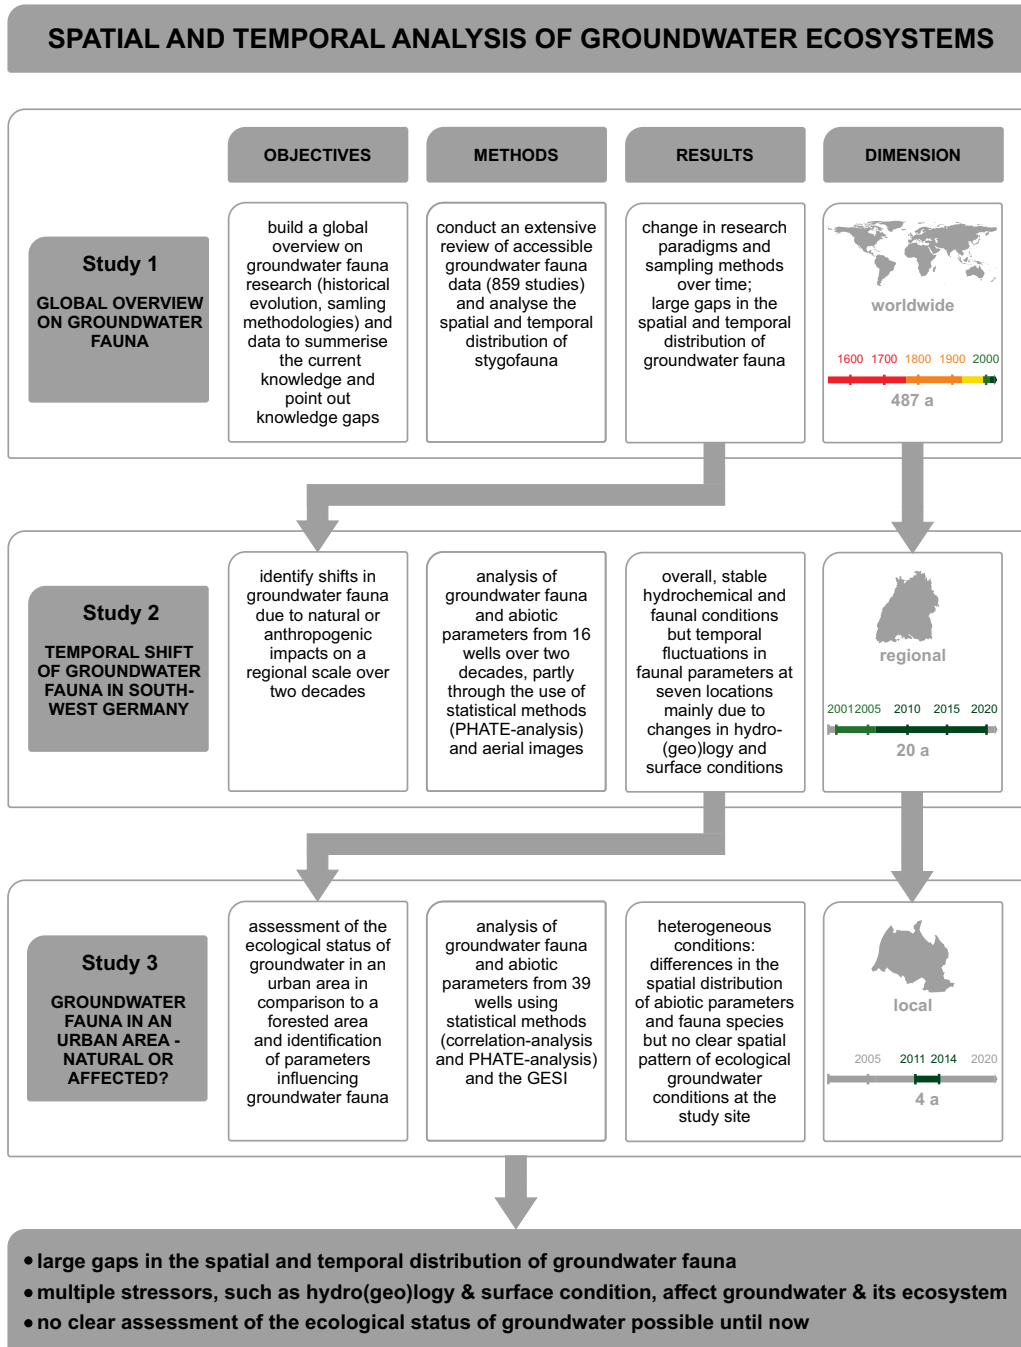 SPATIAL AND TEMPORAL ANALYSIS OF GROUNDWATER ECOSYSTEMS
OBJECTIVES
METHODS
RESULTS
DIMENSION
Study 1
GLOBAL OVERVIEW
ON GROUNDWATER
FAUNA
build a global
overview on
groundwater fauna
research (historical
evolution, samling
methodologies) and
data to summerise
the current
knowledge and
point out
knowledge gaps
conduct an extensive
review of accessible
groundwater fauna
data (859 studies)
and analyse the
spatial and temporal
distribution of
stygofauna
change in research
paradigms and
sampling methods
over time;
large gaps in the
spatial and temporal
distribution of
groundwater fauna
worldwide
1600 1700 1800 1900 2000
487 a
Study 2
TEMPORAL SHIFT
OF GROUNDWATER
FAUNA IN SOUTH-
WEST GERMANY
identify shifts in
groundwater fauna
due to natural or
anthropogenic
impacts on a
regional scale over
two decades
analysis of
groundwater fauna
and abiotic
parameters from 16
wells over two
decades, partly
through the use of
statistical methods
(PHATE-analysis)
and aerial images
overall, stable
hydrochemical and
faunal conditions
but temporal
fluctuations in
faunal parameters at
seven locations
mainly due to
changes in hydro-
(geo)logy and
surface conditions
regional
2001 2005 2010 2015 2020
20 a
Study 3
GROUNDWATER
FAUNA IN AN
URBAN AREA -
NATURAL OR
AFFECTED?
assessment of the
ecological status of
groundwater in an
urban area in
comparison to a
forested area
and identification
of parameters
influencing
groundwater fauna
analysis of
groundwater fauna
and abiotic
parameters from 39
wells using
statistical methods
(correlation-analysis
and PHATE-analysis)
and the GESI
heterogeneous
conditions:
differences in the
spatial distribution
of abiotic parameters
and fauna species
but no clear spatial
pattern of ecological
groundwater
conditions at the
study site
local
2005 2011 2014 2020
4 a
• large gaps in the spatial and temporal distribution of groundwater fauna
• multiple stressors, such as hydro(geo)logy & surface condition, affect groundwater & its ecosystem
• no clear assessment of the ecological status of groundwater possible until now